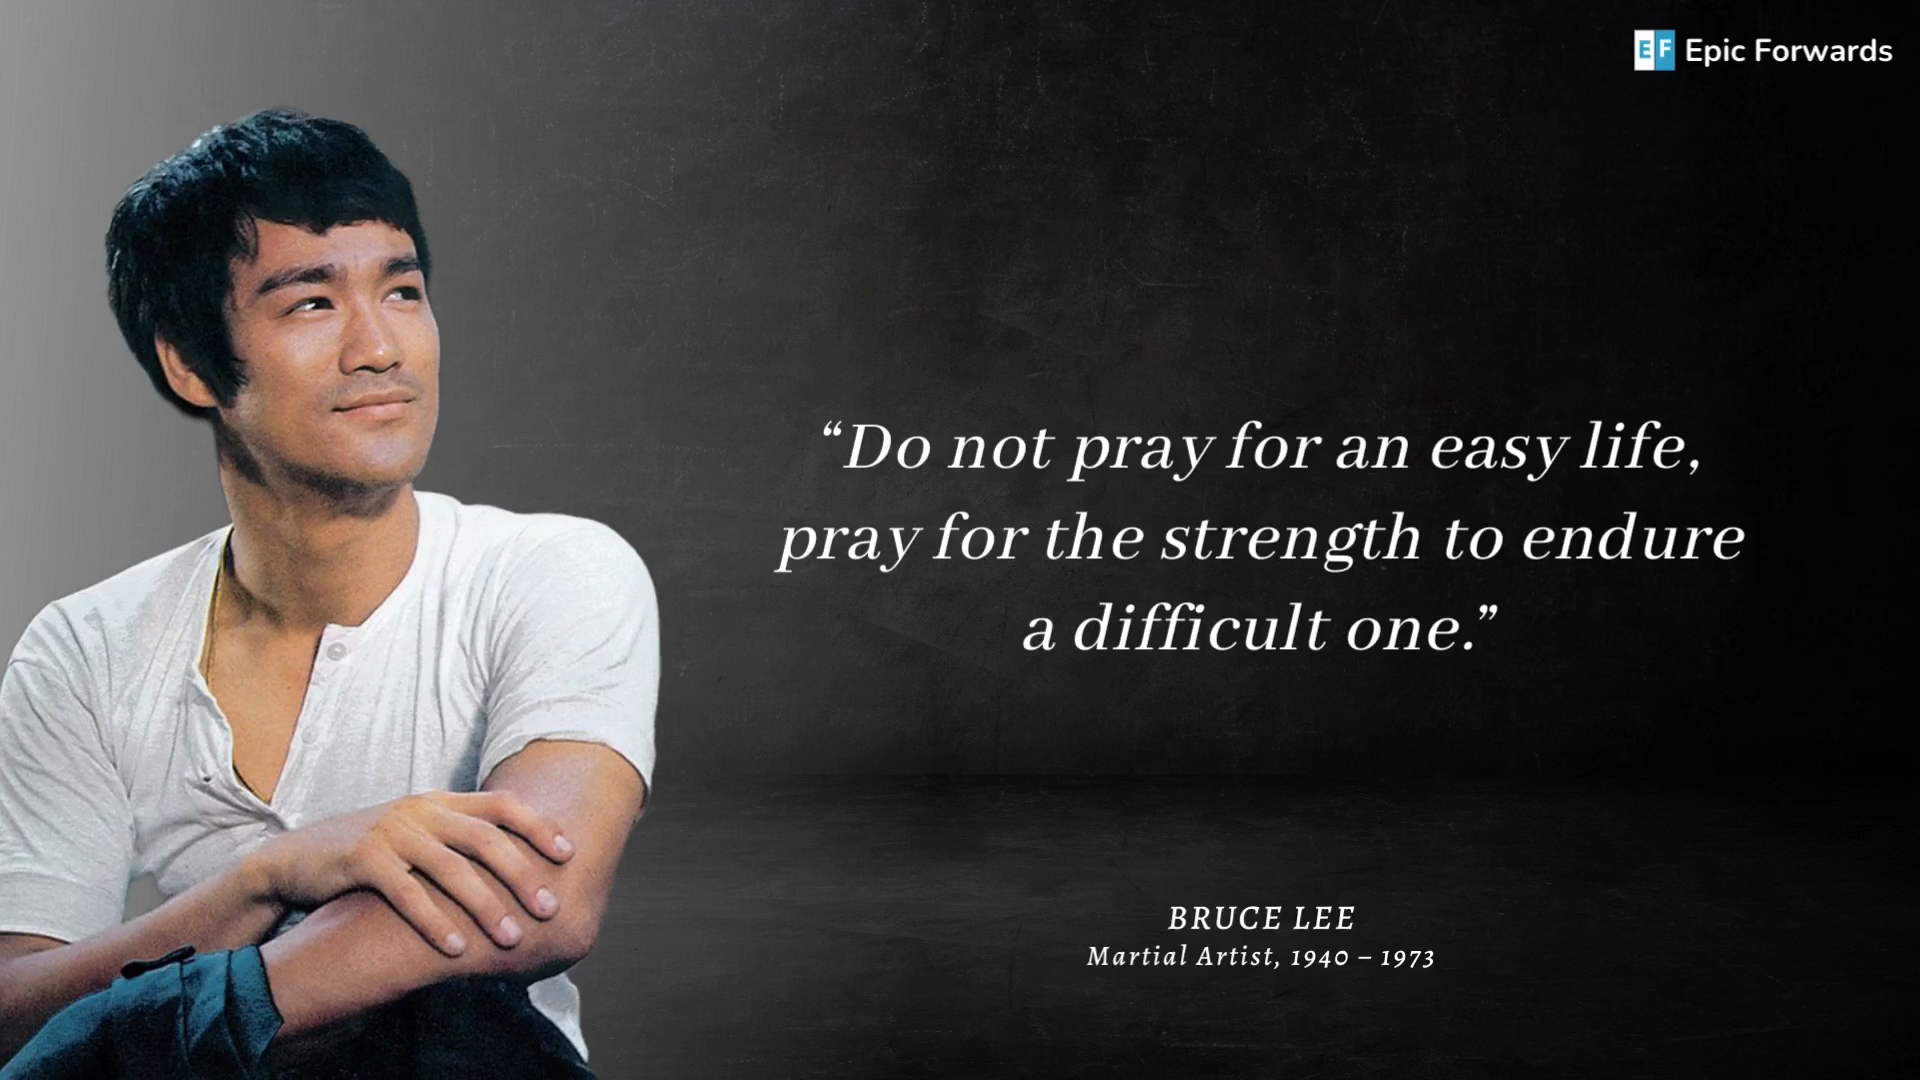 EF Epic Forwards
“Do not pray for an easy life,
pray for the strength to endure
a difficult one.”
BRUCE LEE
Martial Artist, 1940 – 1973